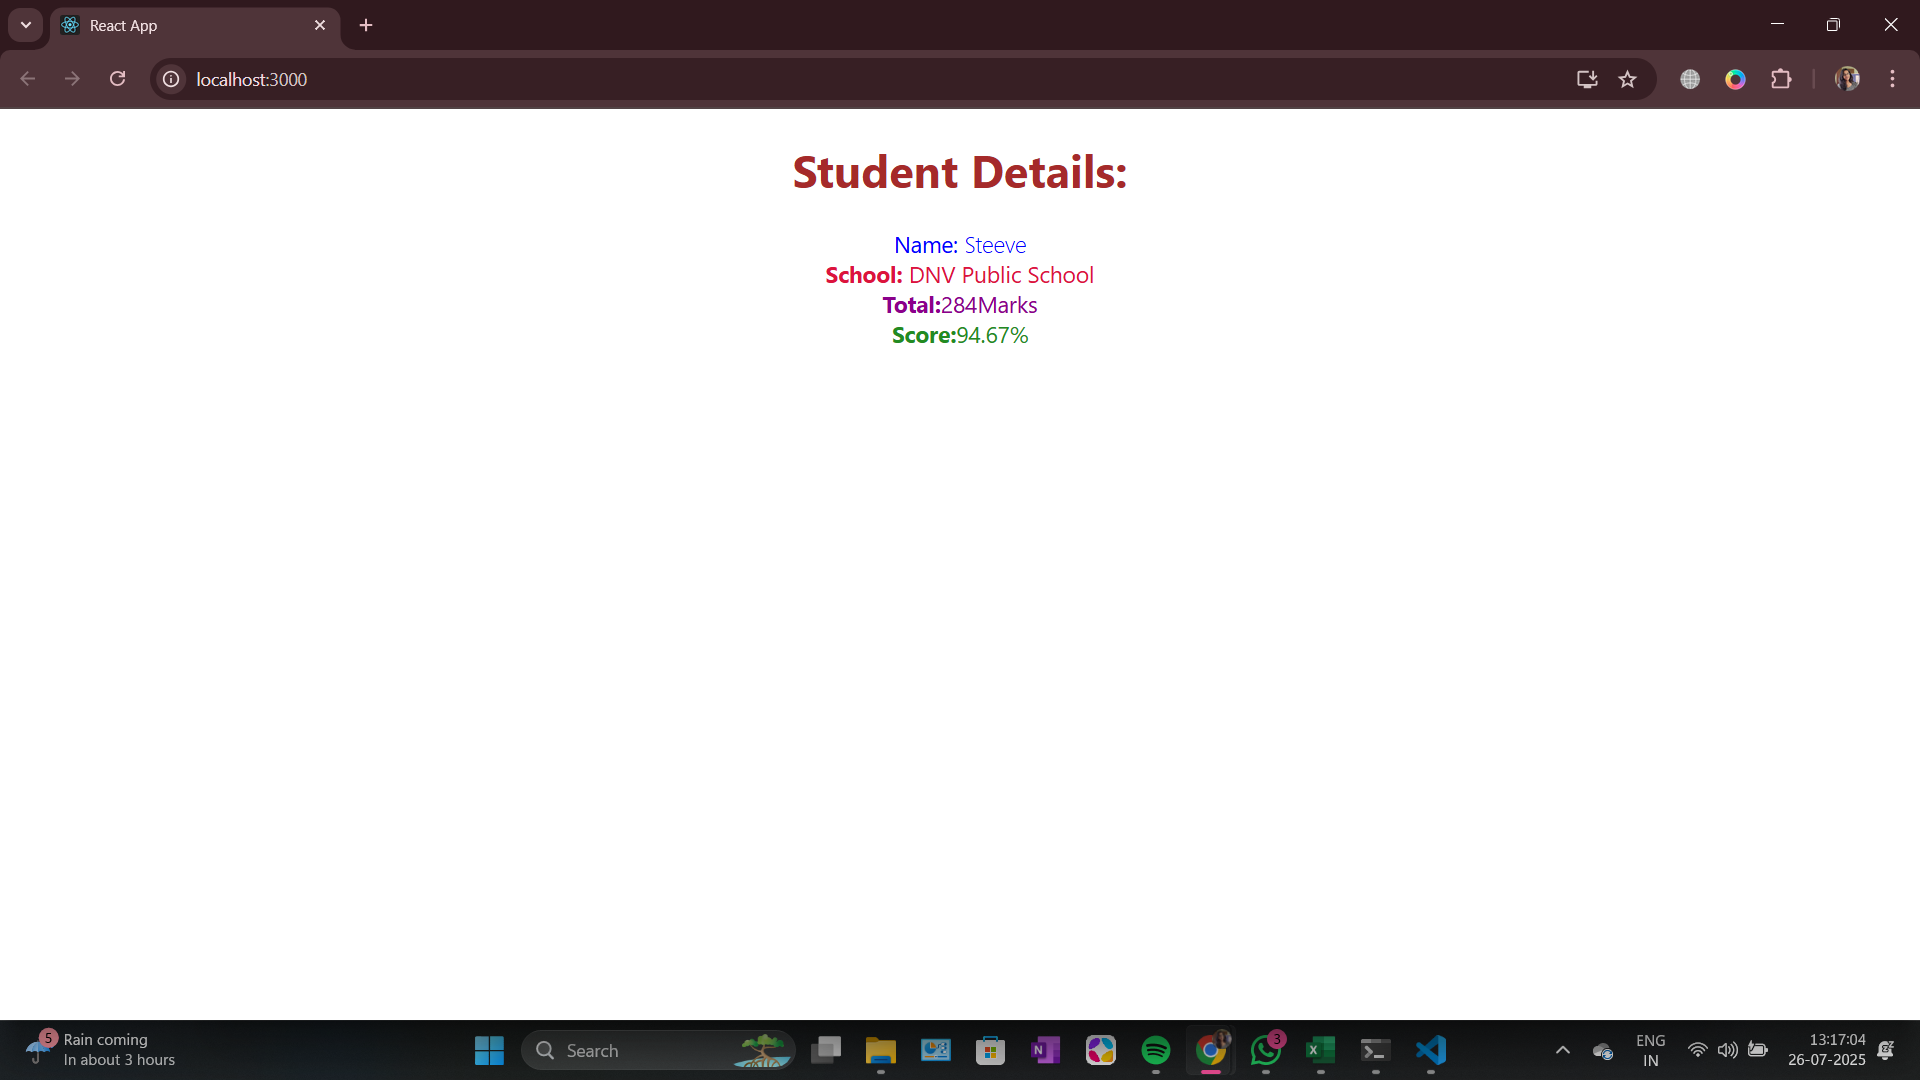 React App
localhost:3000
Student Details:
Name: Steeve
School: DNV Public School
Total:284Marks
Score:94.67%
5
Rain coming
In about 3 hours
Search
N
3
X
ENG
IN
13:17:04
26-07-2025